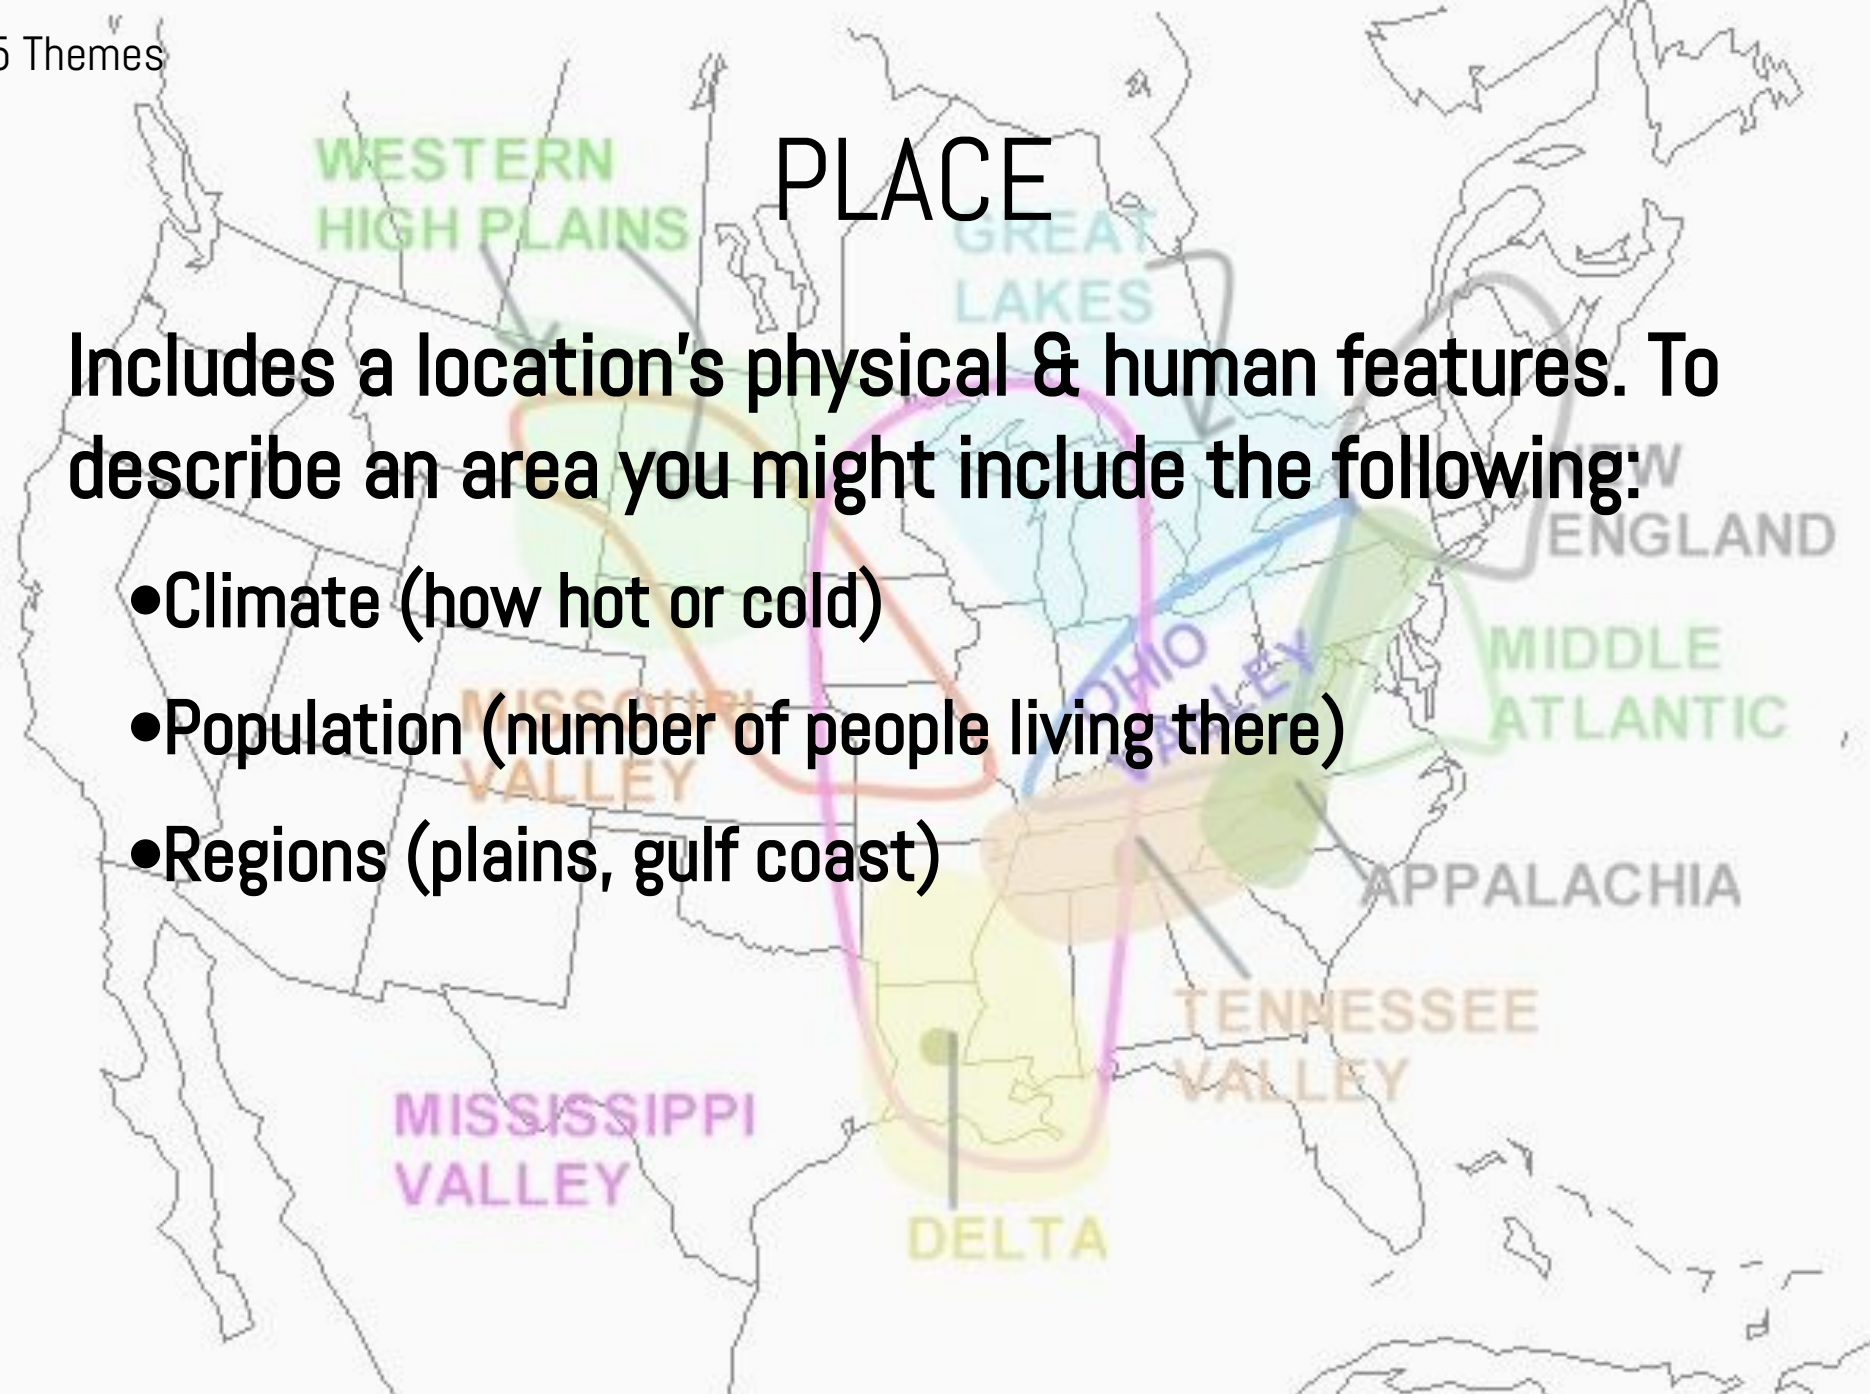 5 Themes
PLACE
Includes a location's physical & human features. To
describe an area you might include the following:
•Climate (how hot or cold)
•Population (number of people living there)
•Regions (plains, gulf coast)
WESTERN
HIGH PLAINS
GREAT
LAKES
NEW
ENGLAND
MISSOURI
VALLEY
OHIO
VALLEY
MIDDLE
ATLANTIC
APPALACHIA
TENNESSEE
VALLEY
MISSISSIPPI
VALLEY
DELTA